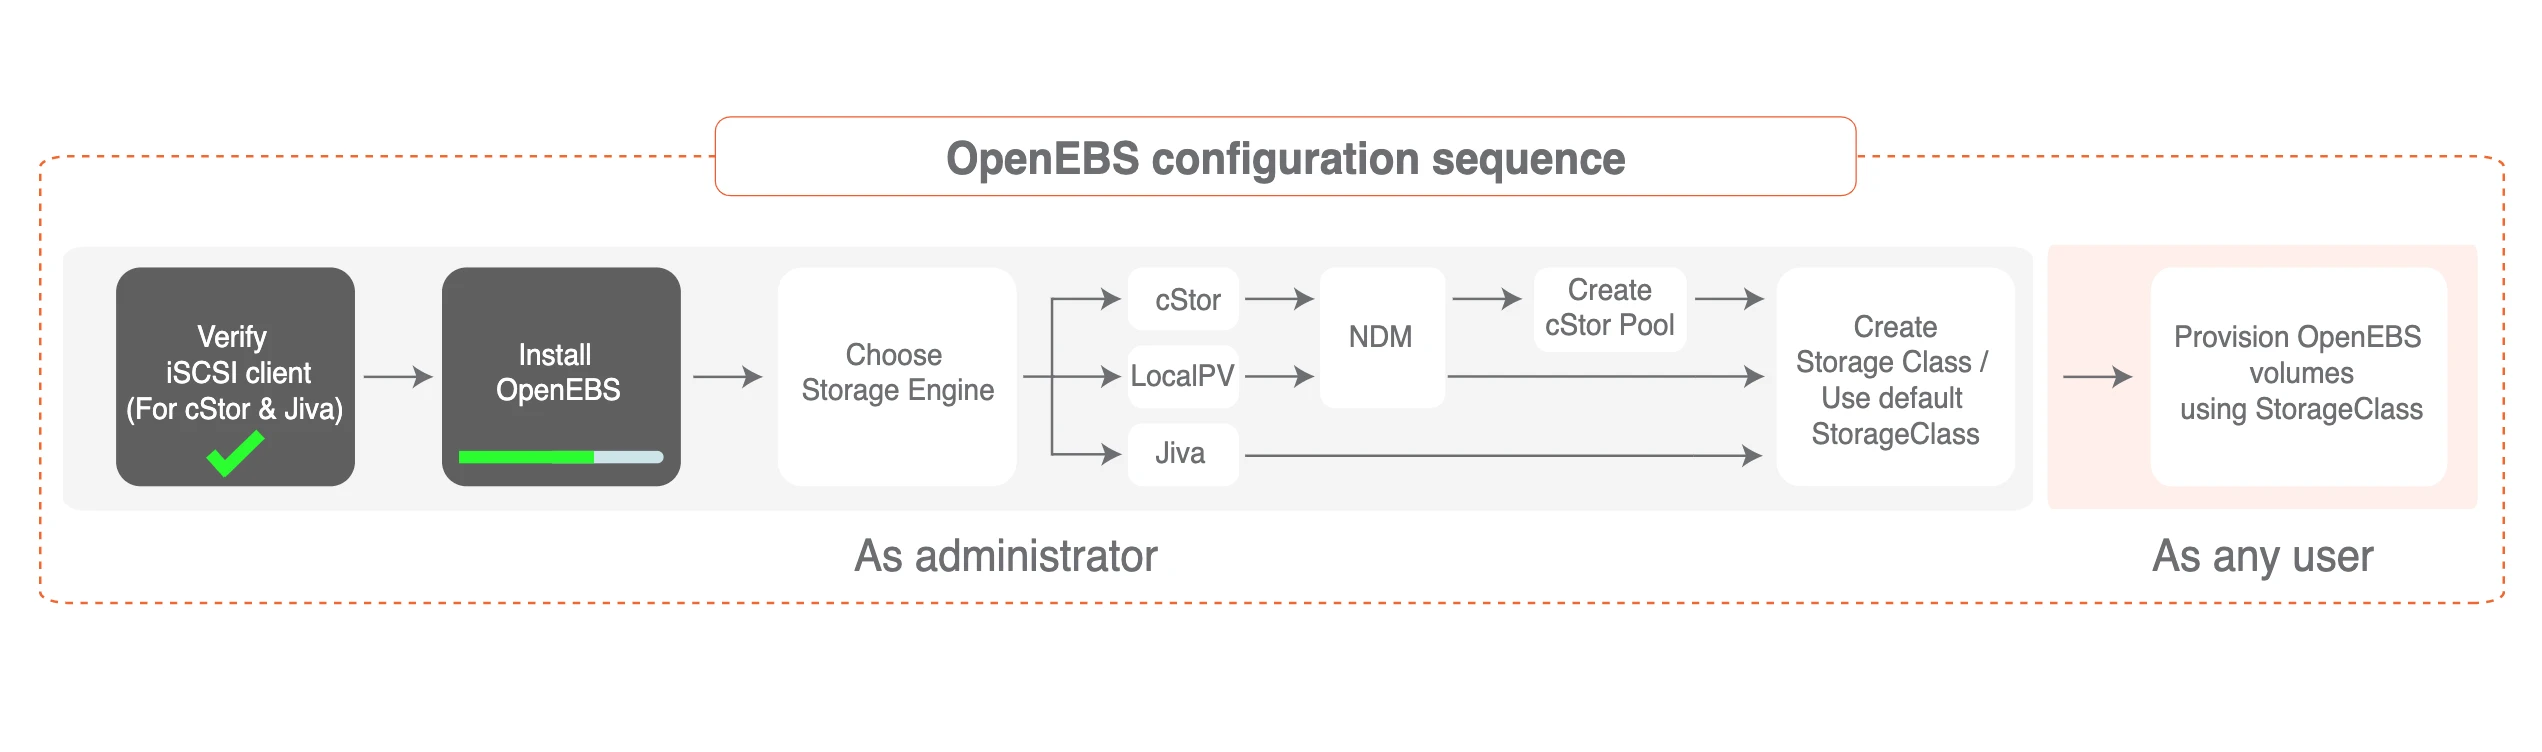 OpenEBS configuration sequence
Verify
iSCSI client
(For cStor & Jiva)
Install
OpenEBS
Choose
Storage Engine
cStor
LocalPV
Jiva
NDM
Create
cStor Pool
Create
Storage Class /
Use default
StorageClass
Provision OpenEBS
volumes
using StorageClass
As administrator
As any user